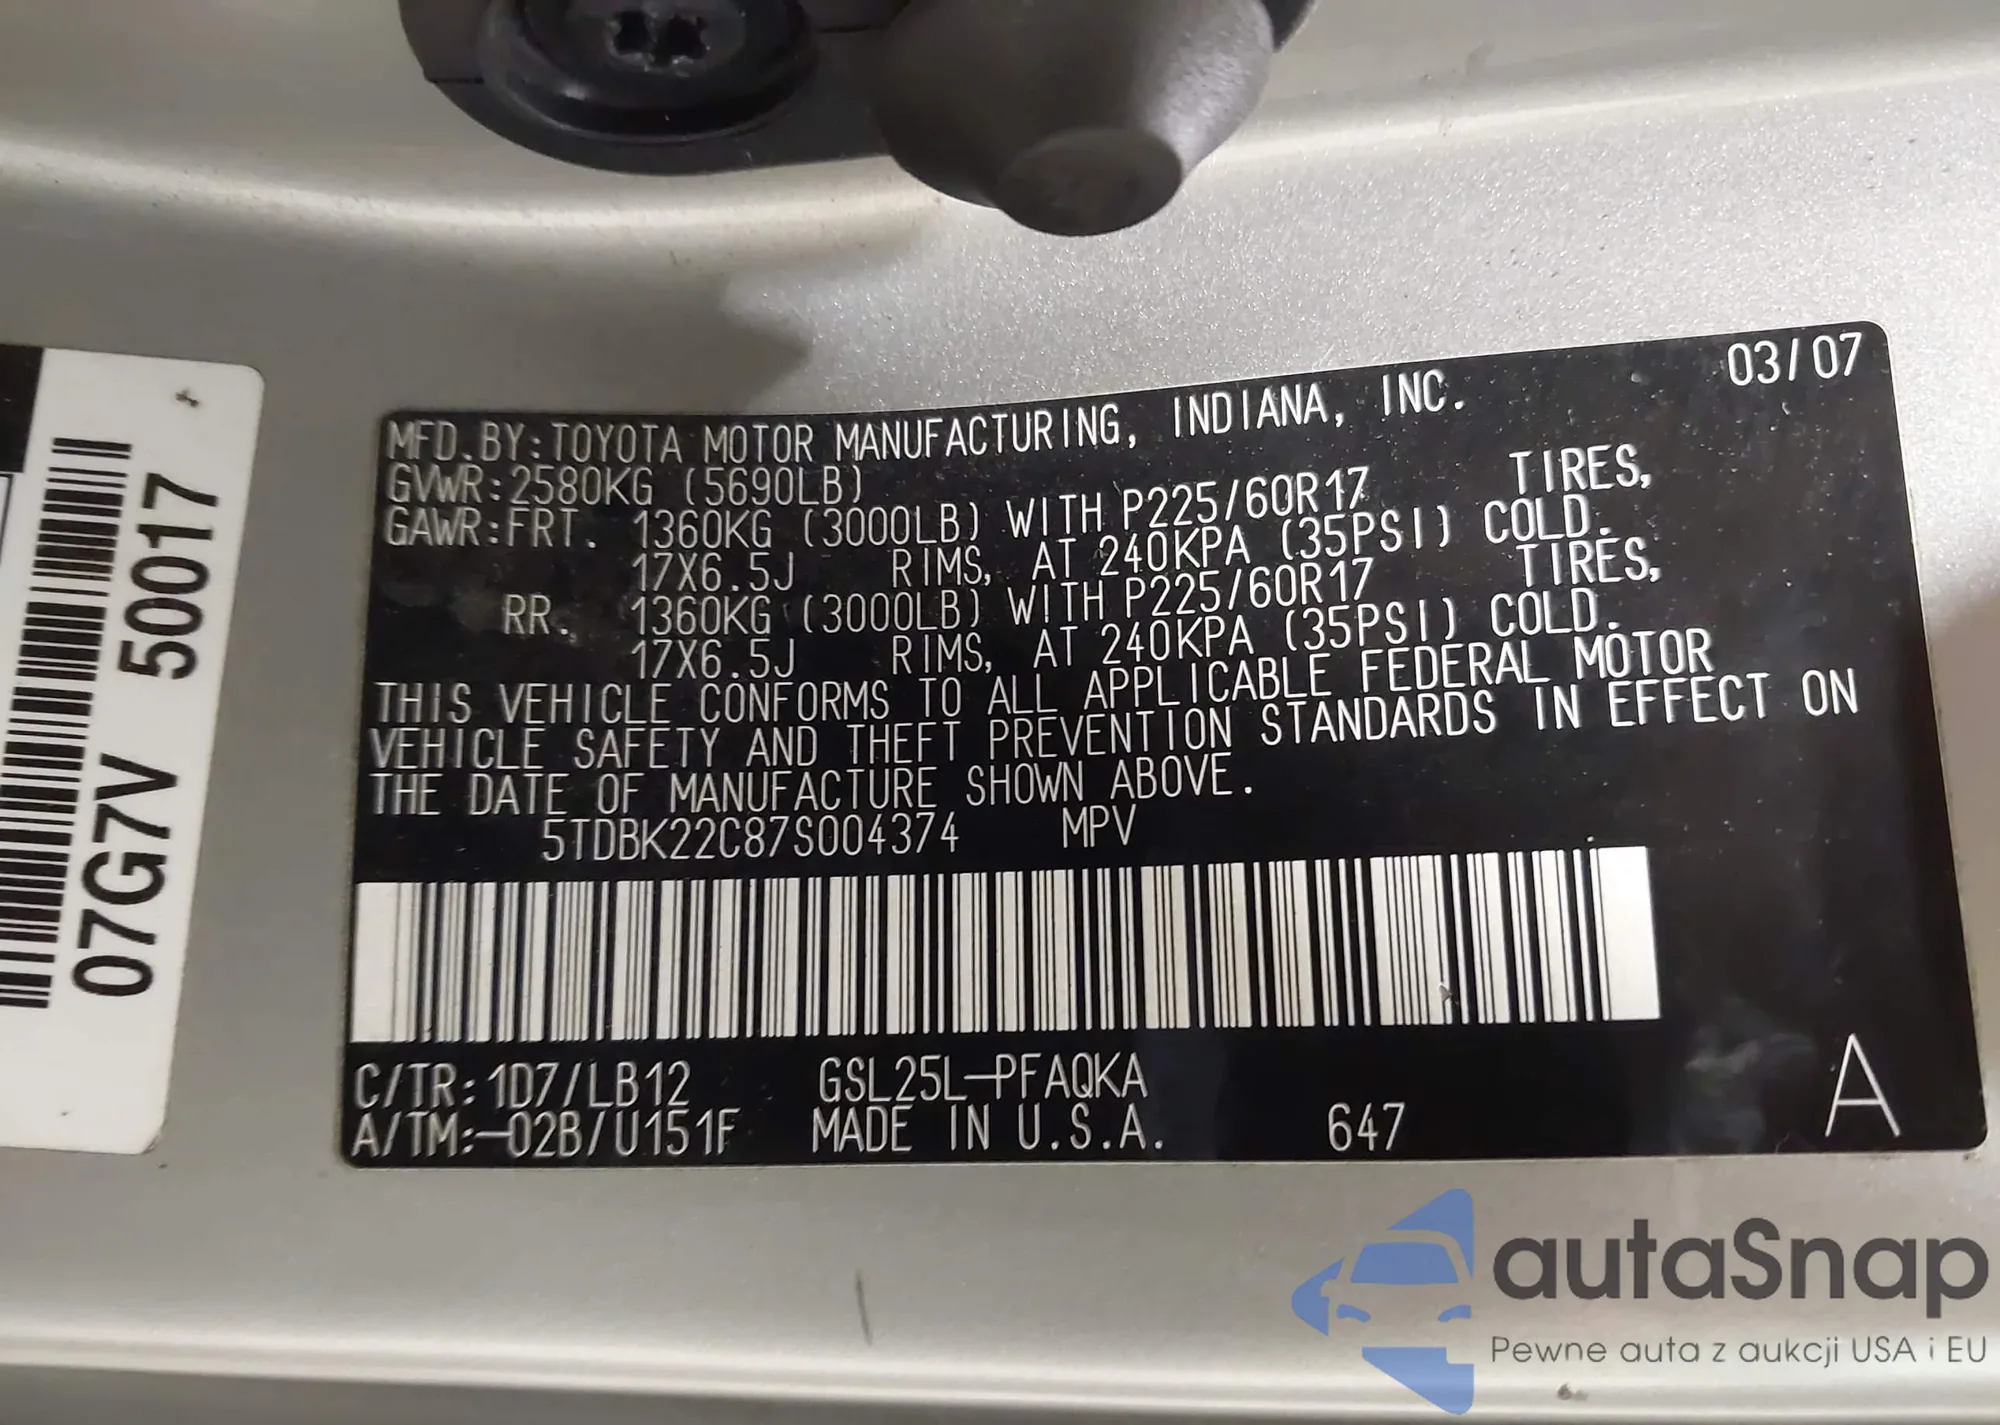 07G7V 50017
03/07
MFD.BY:TOYOTA MOTOR MANUFACTURING, INDIANA, INC.
GVWR:2580KG (5690LB)
GAWR:FRT. 1360KG (3000LB) WITH P225/60R17 TIRES,
17X6.5J RIMS, AT 240KPA (35PSI) COLD.
RR. 1360KG (3000LB) WITH P225/60R17 TIRES,
17X6.5J RIMS, AT 240KPA (35PSI) COLD.
THIS VEHICLE CONFORMS TO ALL APPLICABLE FEDERAL MOTOR
VEHICLE SAFETY AND THEFT PREVENTION STANDARDS IN EFFECT ON
THE DATE OF MANUFACTURE SHOWN ABOVE.
5TDBK22C87S004374 MPV
C/TR:1D7/LB12 GSL25L-PFAQKA
A/TM:-02B/U151F MADE IN U.S.A. 647 A
autaSnap
Pewne auta z aukcji USA i EU